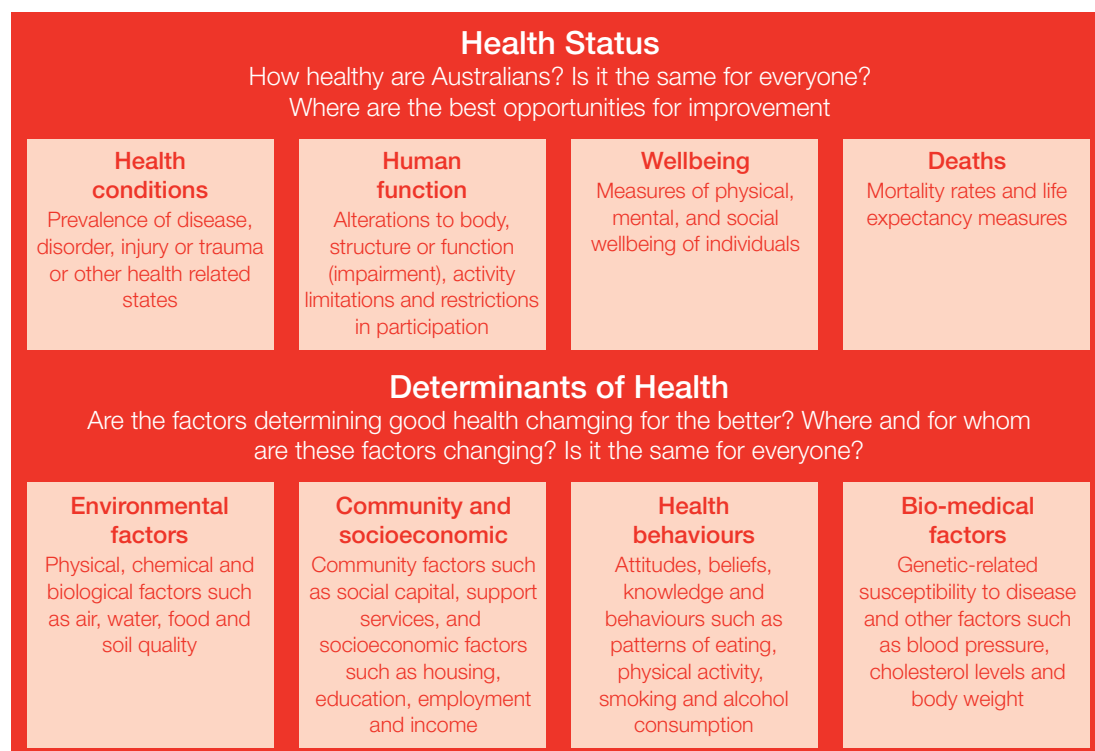 Health Status
How healthy are Australians? Is it the same for everyone?
Where are the best opportunities for improvement
Health
conditions
Prevalence of disease,
disorder, injury or trauma
or other health related
states
Human
function
Alterations to body,
structure or function
(impairment), activity
limitations and restrictions
in participation
Wellbeing
Measures of physical,
mental, and social
wellbeing of individuals
Deaths
Mortality rates and life
expectancy measures
Determinants of Health
Are the factors determining good health chamging for the better? Where and for whom
are these factors changing? Is it the same for everyone?
Environmental
factors
Physical, chemical and
biological factors such
as air, water, food and
soil quality
Community and
socioeconomic
Community factors such
as social capital, support
services, and
socioeconomic factors
such as housing,
education, employment
and income
Health
behaviours
Attitudes, beliefs,
knowledge and
behaviours such as
patterns of eating,
physical activity,
smoking and alcohol
consumption
Bio-medical
factors
Genetic-related
susceptibility to disease
and other factors such
as blood pressure,
cholesterol levels and
body weight